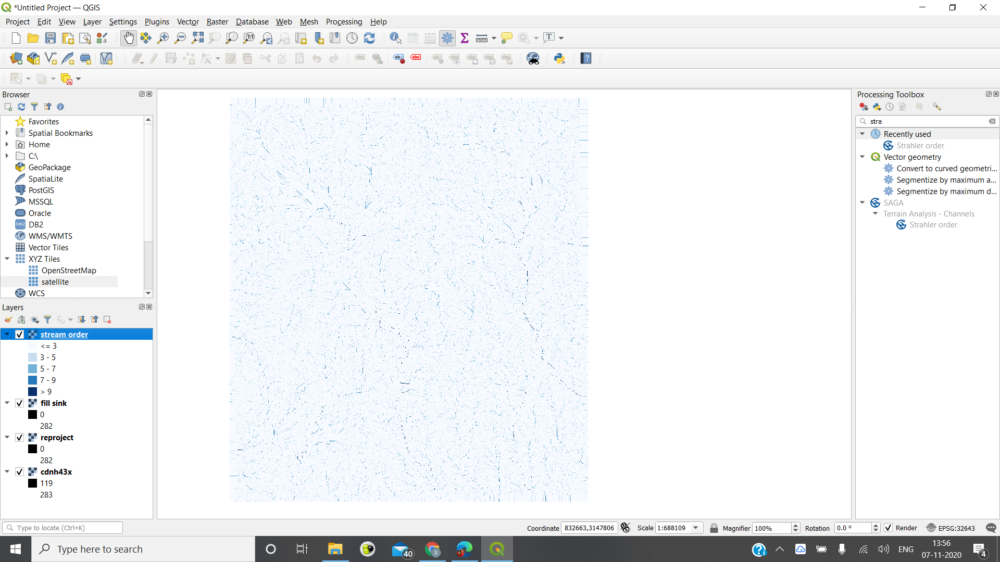 *Untitled Project — QGIS
Project Edit View Layer Settings Plugins Vector Raster Database Web Mesh Processing Help
Browser
Favorites
Spatial Bookmarks
Home
C:\
GeoPackage
SpatiaLite
PostGIS
MSSQL
Oracle
DB2
WMS/WMTS
Vector Tiles
XYZ Tiles
OpenStreetMap
satellite
WCS
Layers
stream order
<= 3
3 - 5
5 - 7
7 - 9
> 9
fill sink
0
282
reproject
0
282
cdnh43x
119
283
Processing Toolbox
stra
Recently used
Strahler order
Vector geometry
Convert to curved geometri...
Segmentize by maximum a...
Segmentize by maximum d...
SAGA
Terrain Analysis - Channels
Strahler order
Type to locate (Ctrl+K)
Coordinate 832663,3147806 Scale 1:688109 Magnifier 100% Rotation 0.0 ° Render EPSG:32643
Type here to search
40
ENG
13:56
07-11-2020
4